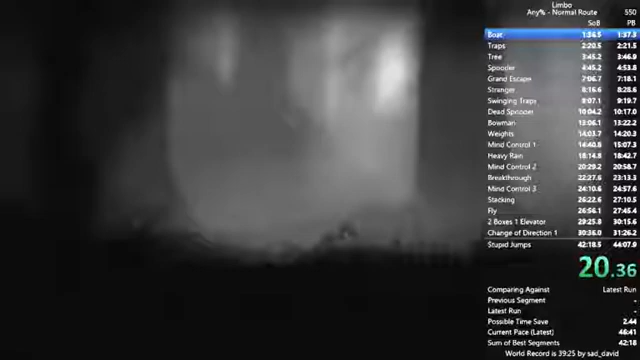 Limbo
Any% - Normal Route 550
SoB PB
Boat 1:36.5 1:37.3
Traps 2:20.5 2:21.5
Tree 3:45.2 3:46.9
Spooder 4:45.2 4:53.8
Grand Escape 7:06.7 7:18.1
Stranger 8:16.6 8:28.6
Swinging Traps 8:07.1 9:19.7
Dead Spooder 10:04.2 10:17.0
Bowman 13:06.1 13:22.2
Weights 14:03.7 14:20.3
Mind Control 1 14:40.8 15:07.3
Heavy Rain 18:14.8 18:42.7
Mind Control 2 20:29.2 20:58.7
Breakthrough 22:27.6 23:13.3
Mind Control 3 24:10.6 24:57.6
Stacking 26:22.6 27:10.5
Fly 26:56.1 27:45.4
2 Boxes 1 Elevator 29:25.8 30:15.6
Change of Direction 1 30:36.0 31:26.2
Stupid Jumps 42:18.5 44:07.9
20.36
Comparing Against Latest Run
Previous Segment -
Latest Run -
Possible Time Save 2.44
Current Pace (Latest) 46:41
Sum of Best Segments 42:18
World Record is 39:25 by sad_david